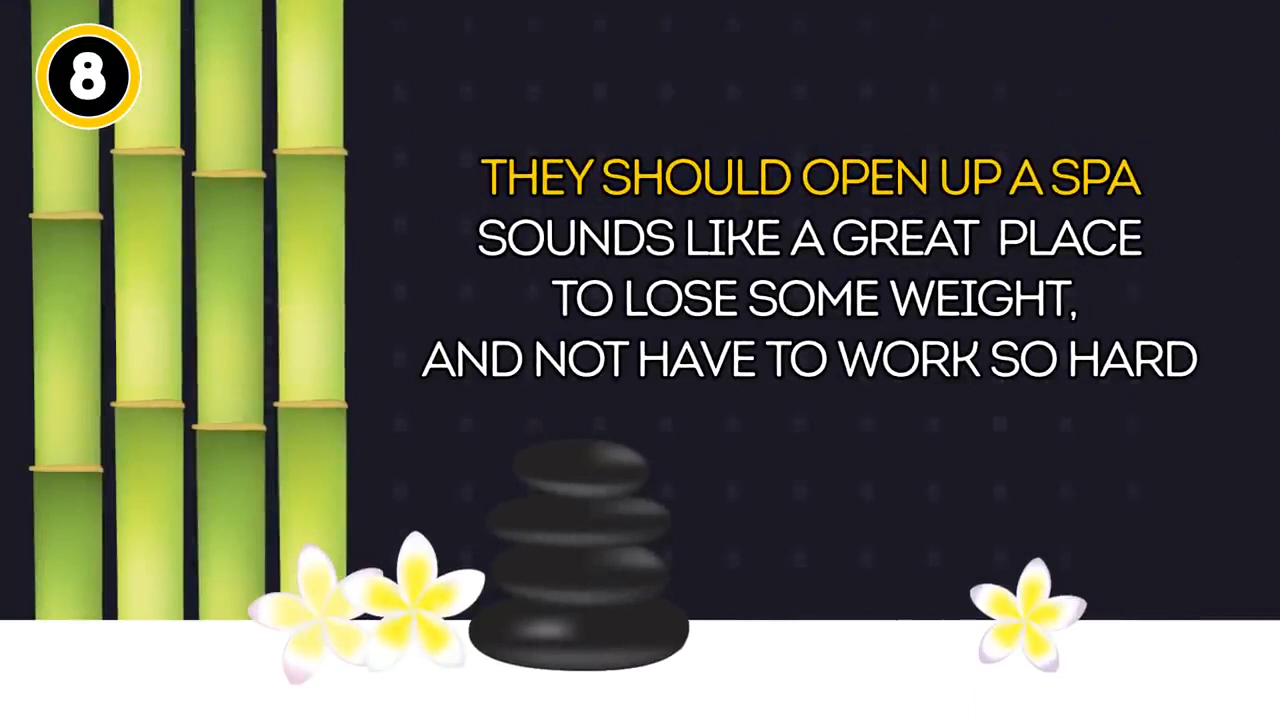 8
THEY SHOULD OPEN UP A SPA
SOUNDS LIKE A GREAT PLACE
TO LOSE SOME WEIGHT,
AND NOT HAVE TO WORK SO HARD